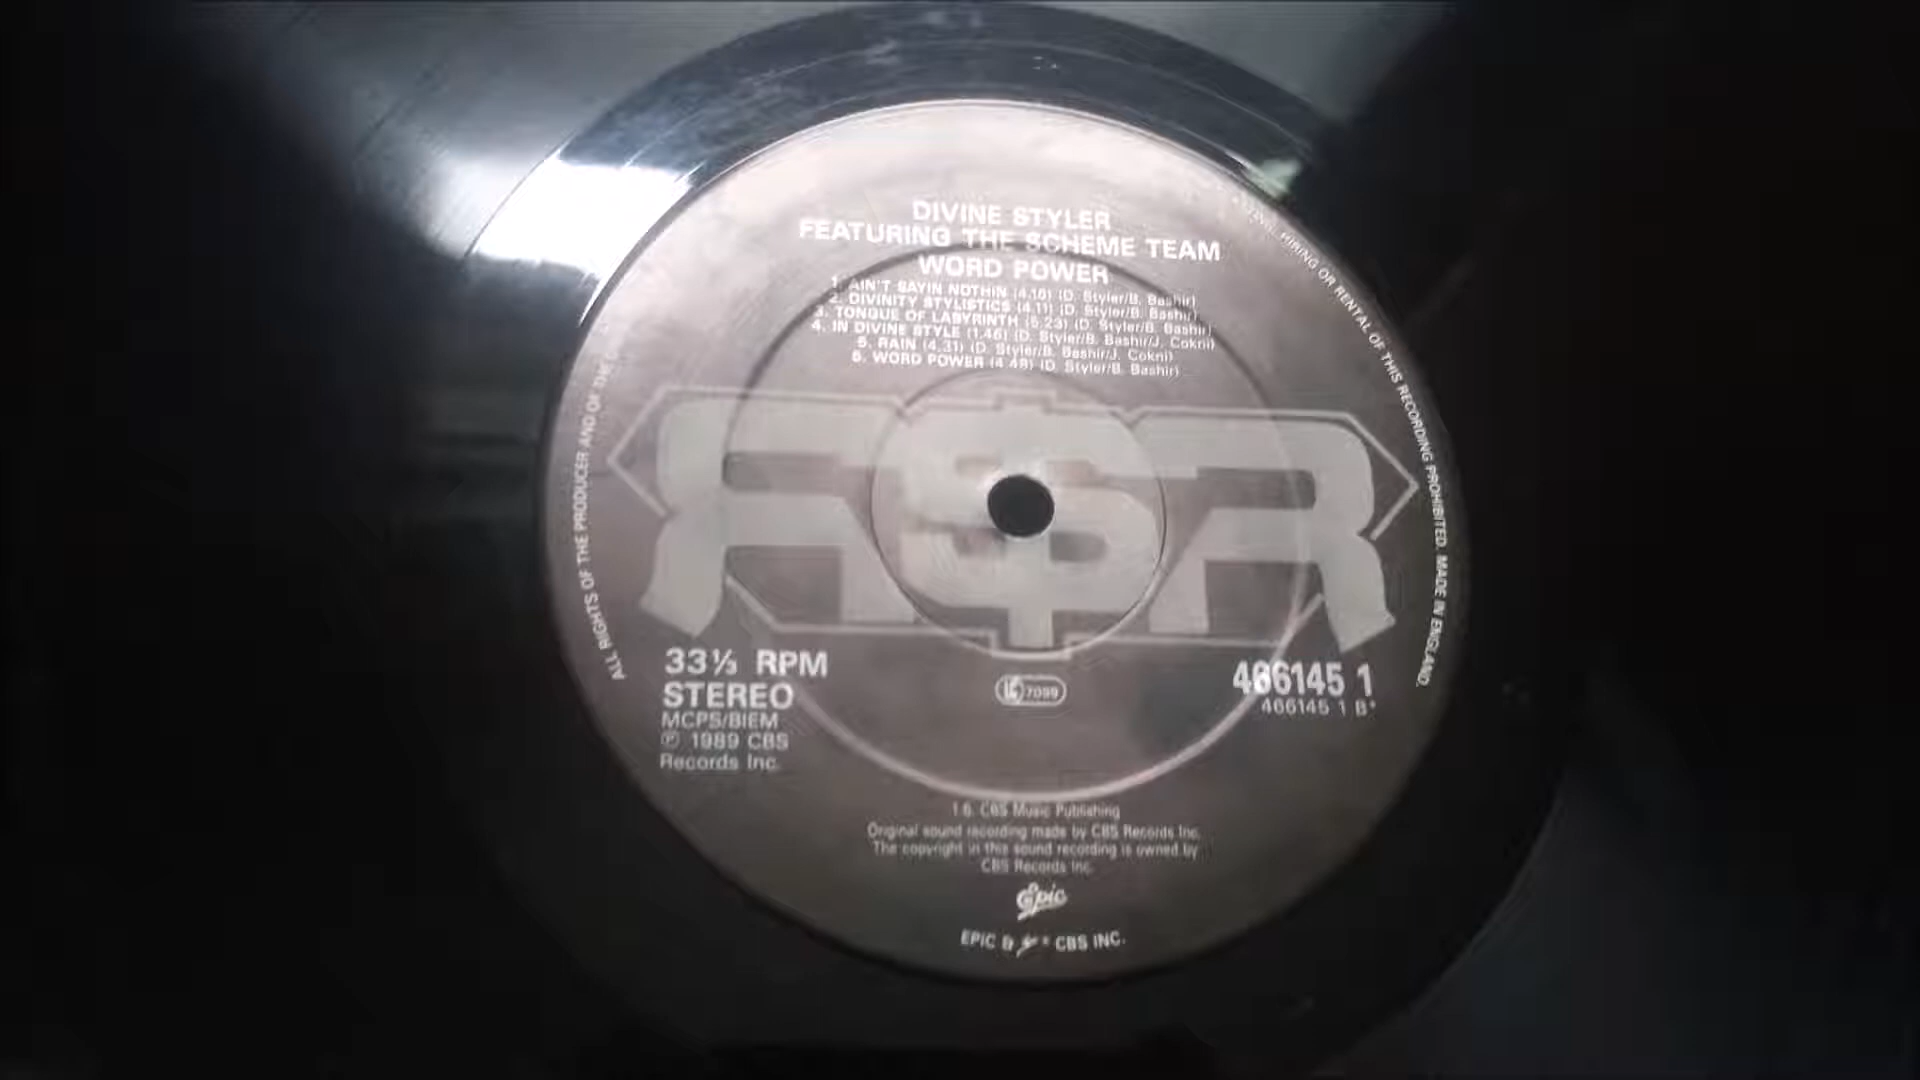 DIVINE STYLER
FEATURING THE SCHEME TEAM
WORD POWER
1. AIN'T SAYIN NOTHIN (4.16) (D. Styler/B. Bashir)
2. DIVINITY STYLISTICS (4.11) (D. Styler/B. Bashir)
3. TONGUE OF LABYRINTH (5.23) (D. Styler/B. Bashir)
4. IN DIVINE STYLE (1.46) (D. Styler/B. Bashir/J. Cokni)
5. RAIN (4.31) (D. Styler/B. Bashir/J. Cokni)
6. WORD POWER (4.48) (D. Styler/B. Bashir)
R$R
33⅓ RPM
STEREO
MCPS/BIEM
℗ 1989 CBS
Records Inc.
LC 7099
466145 1
466145 1 B*
1-6. CBS Music Publishing
Original sound recording made by CBS Records Inc.
The copyright in this sound recording is owned by
CBS Records Inc.
Epic
EPIC & * CBS INC.
ALL RIGHTS OF THE PRODUCER AND OF THE
HIRING OR RENTAL OF THIS RECORDING PROHIBITED. MADE IN ENGLAND.